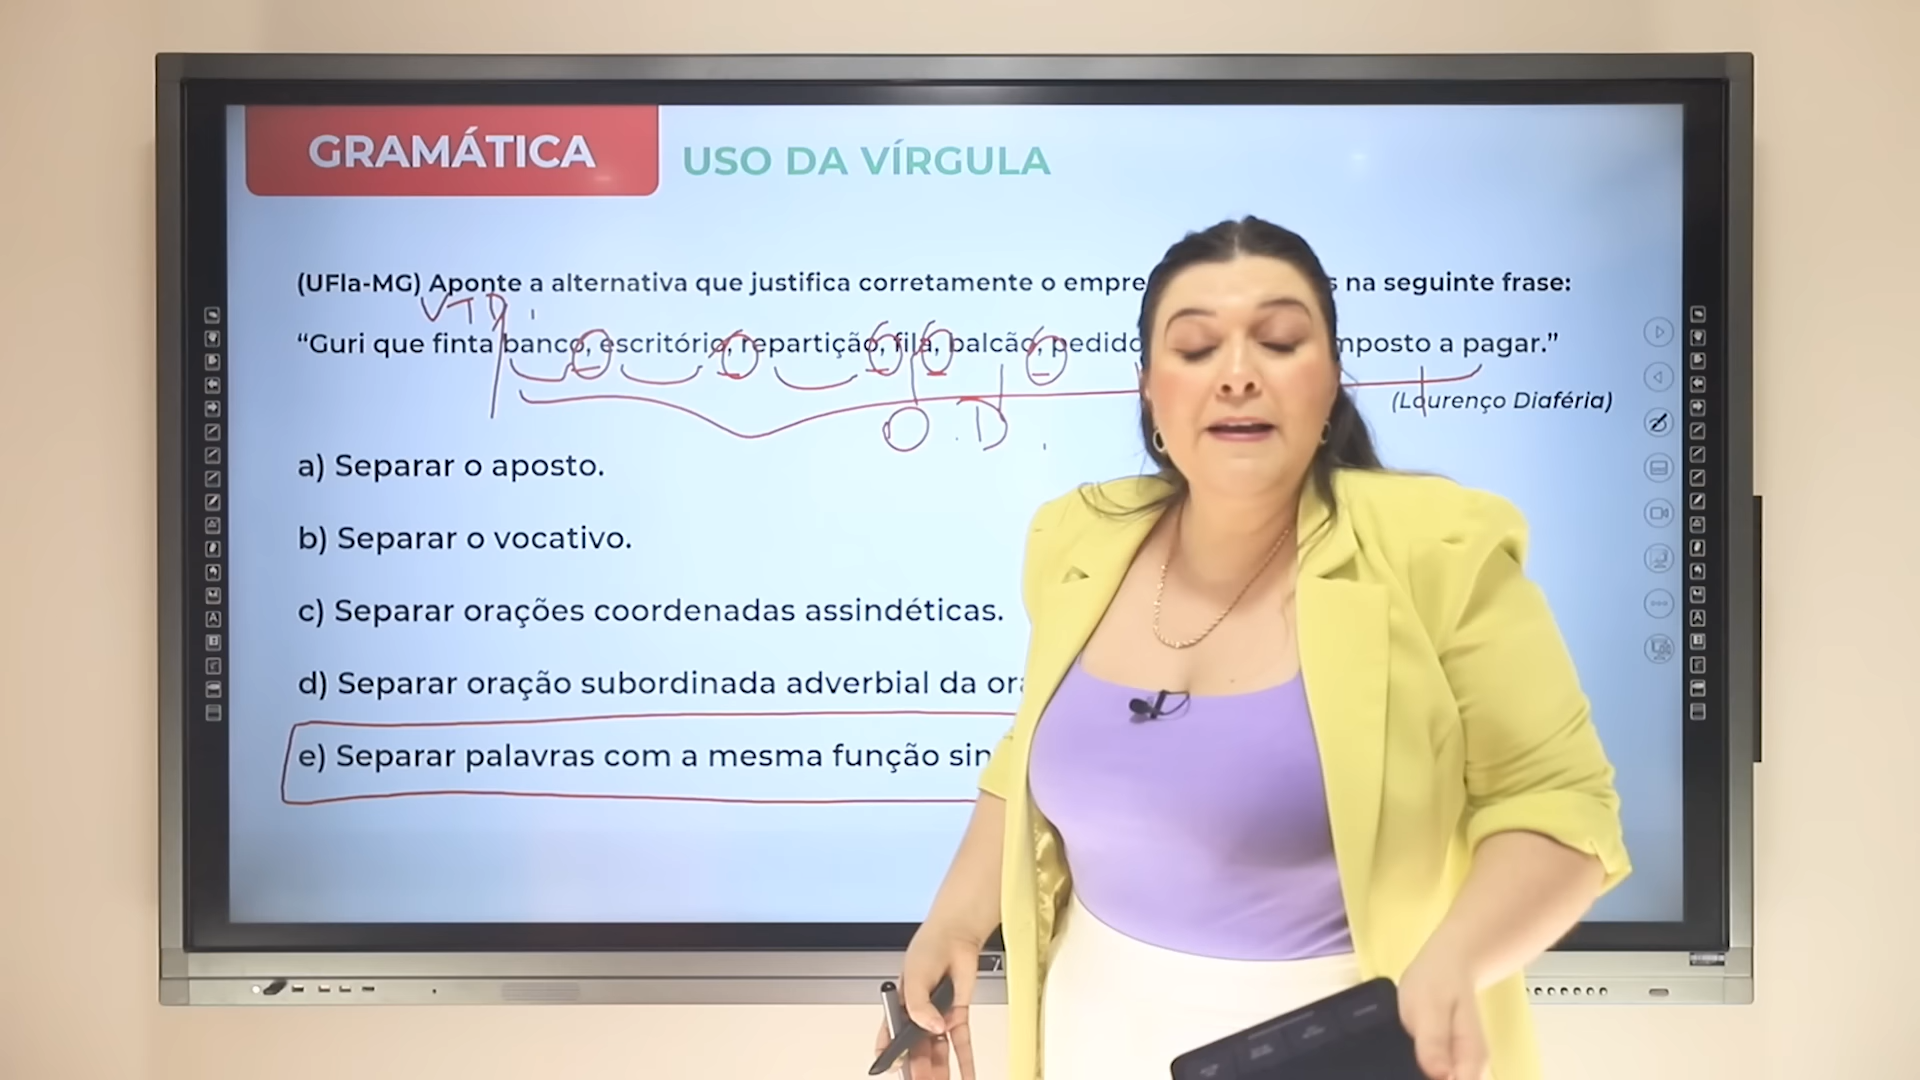 GRAMÁTICA
USO DA VÍRGULA
(UFla-MG) Aponte a alternativa que justifica corretamente o empre s na seguinte frase:
VTD.
“Guri que finta banco, escritório, repartição, fila, balcão, pedido mposto a pagar.”
(Lourenço Diaféria)
O.D.
a) Separar o aposto.
b) Separar o vocativo.
c) Separar orações coordenadas assindéticas.
d) Separar oração subordinada adverbial da ora
e) Separar palavras com a mesma função sin